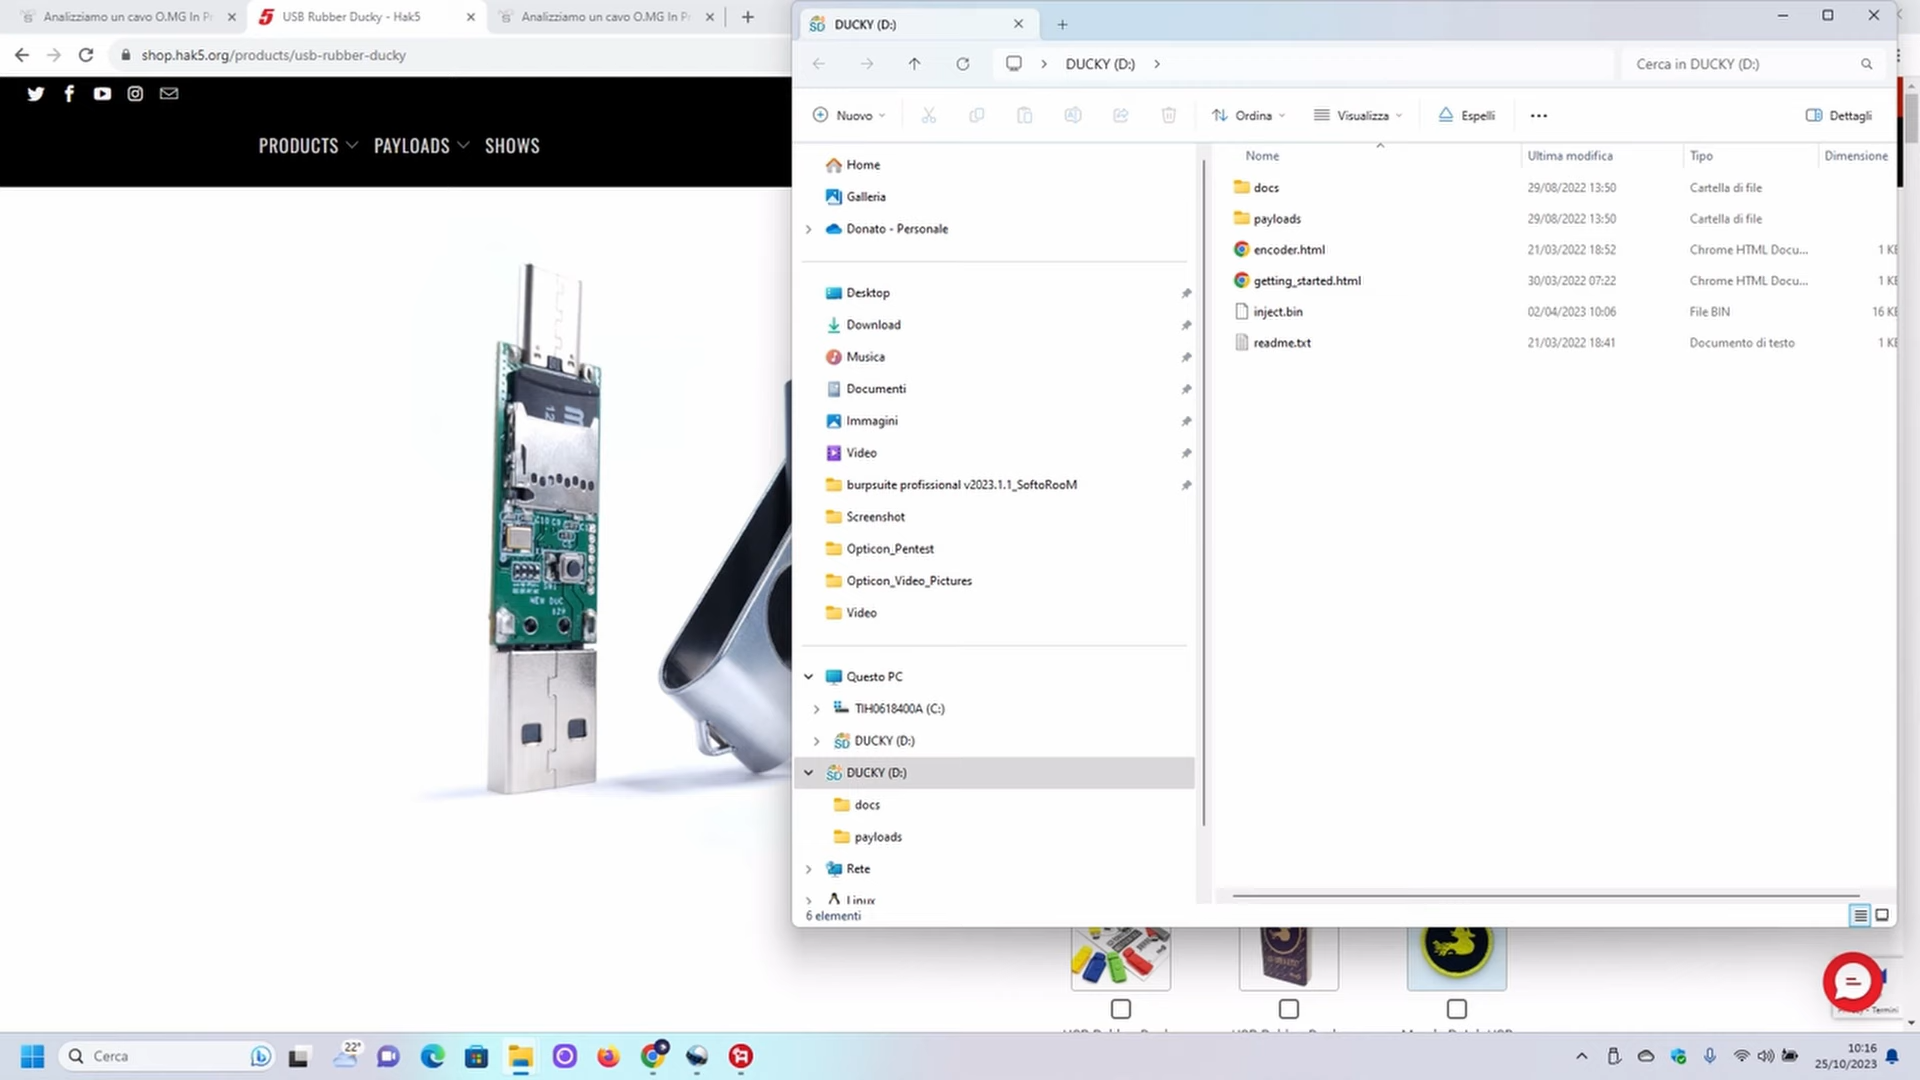 Analizziamo un cavo O.MG In Pr
USB Rubber Ducky - Hak5
Analizziamo un cavo O.MG In Pr
shop.hak5.org/products/usb-rubber-ducky
PRODUCTS
PAYLOADS
SHOWS
NEW DUC
DUCKY (D:)
DUCKY (D:)
Cerca in DUCKY (D:)
Nuovo
Ordina
Visualizza
Espelli
Dettagli
Home
Galleria
Donato - Personale
Desktop
Download
Musica
Documenti
Immagini
Video
burpsuite profissional v2023.1.1_SoftoRooM
Screenshot
Opticon_Pentest
Opticon_Video_Pictures
Video
Questo PC
TIH0618400A (C:)
DUCKY (D:)
DUCKY (D:)
docs
payloads
Rete
Linux
6 elementi
Nome Ultima modifica Tipo Dimensione
docs 29/08/2022 13:50 Cartella di file
payloads 29/08/2022 13:50 Cartella di file
encoder.html 21/03/2022 18:52 Chrome HTML Docu... 1 KE
getting_started.html 30/03/2022 07:22 Chrome HTML Docu... 1 KE
inject.bin 02/04/2023 10:06 File BIN 16 KE
readme.txt 21/03/2022 18:41 Documento di testo 1 KE
Termini
Cerca
22°
10:16
25/10/2023